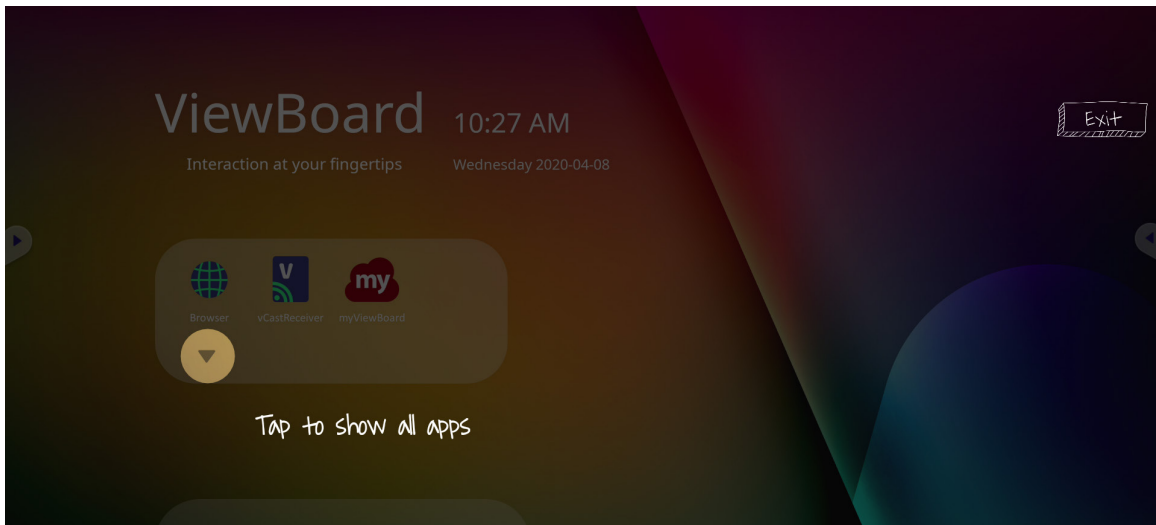 ViewBoard 10:27 AM
Exit
Interaction at your fingertips Wednesday 2020-04-08
V my
Browser vCastReceiver myViewBoard
Tap to show all apps